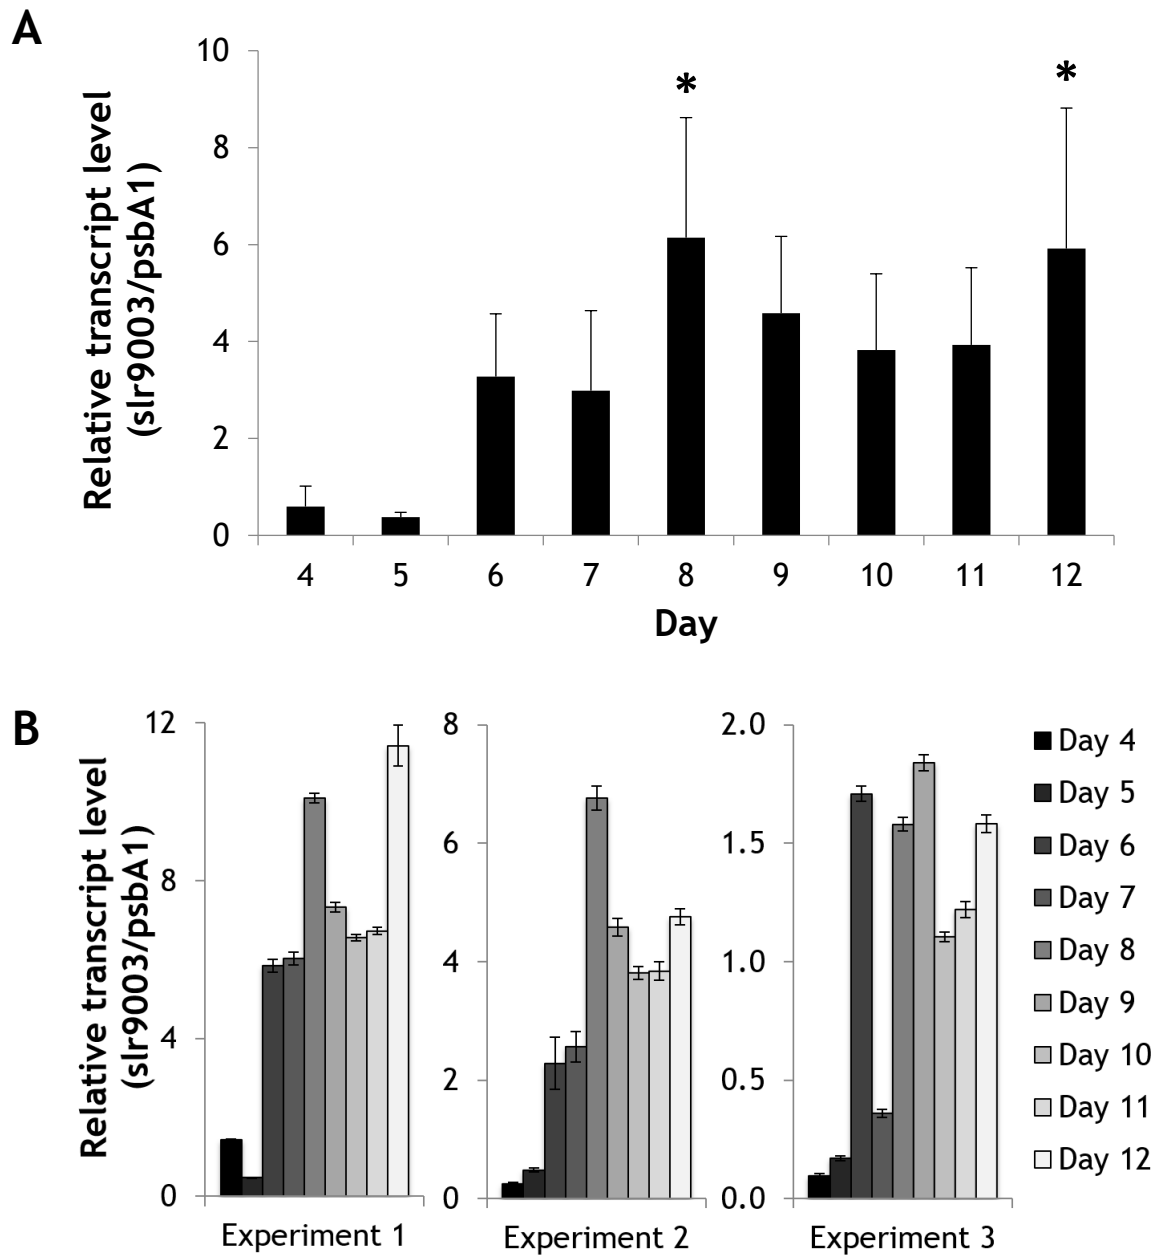 A
Relative transcript level
(slr9003/psbA1)
10
8
6
4
2
0
*
*
4 5 6 7 8 9 10 11 12
Day
B
Relative transcript level
(slr9003/psbA1)
12
8
4
0
Experiment 1
8
6
4
2
0
Experiment 2
2.0
1.5
1.0
0.5
0.0
Experiment 3
Day 4
Day 5
Day 6
Day 7
Day 8
Day 9
Day 10
Day 11
Day 12